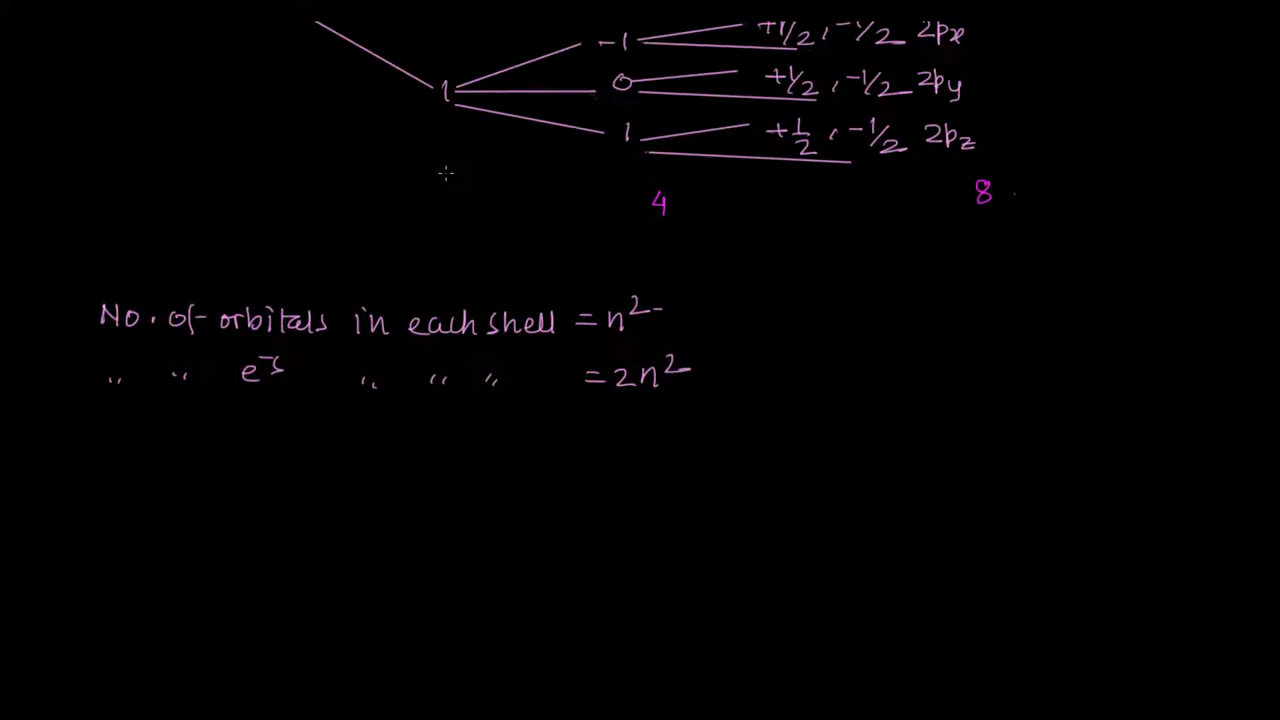 -1 +1/2, -1/2 2px
1 0 +1/2, -1/2 2py
1 +1/2, -1/2 2pz
4 8
No. of orbitals in each shell = n²
" " e⁻s " " " = 2n²